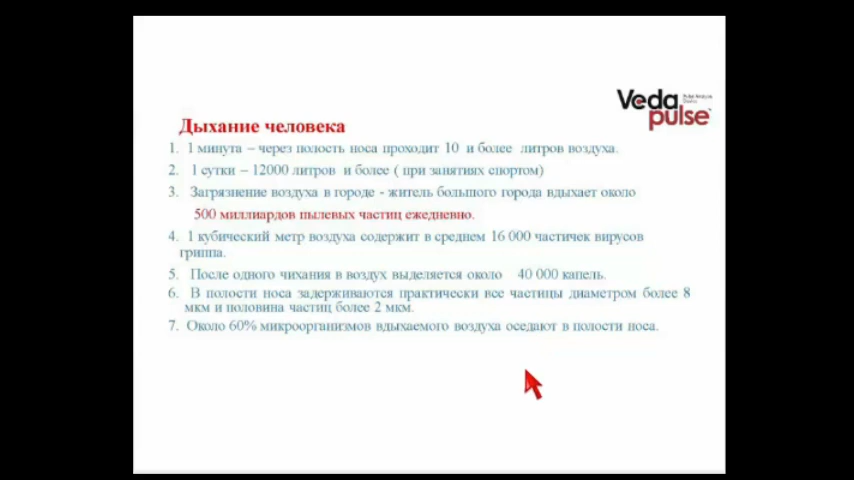 Veda
pulse
Дыхание человека
1. 1 минута – через полость носа проходит 10 и более литров воздуха.
2. 1 сутки – 12000 литров и более ( при занятиях спортом)
3. Загрязнение воздуха в городе - житель большого города вдыхает около
500 миллиардов пылевых частиц ежедневно.
4. 1 кубический метр воздуха содержит в среднем 16 000 частичек вирусов
гриппа.
5. После одного чихания в воздух выделяется около 40 000 капель.
6. В полости носа задерживаются практически все частицы диаметром более 8
мкм и половина частиц более 2 мкм.
7. Около 60% микроорганизмов вдыхаемого воздуха оседают в полости носа.